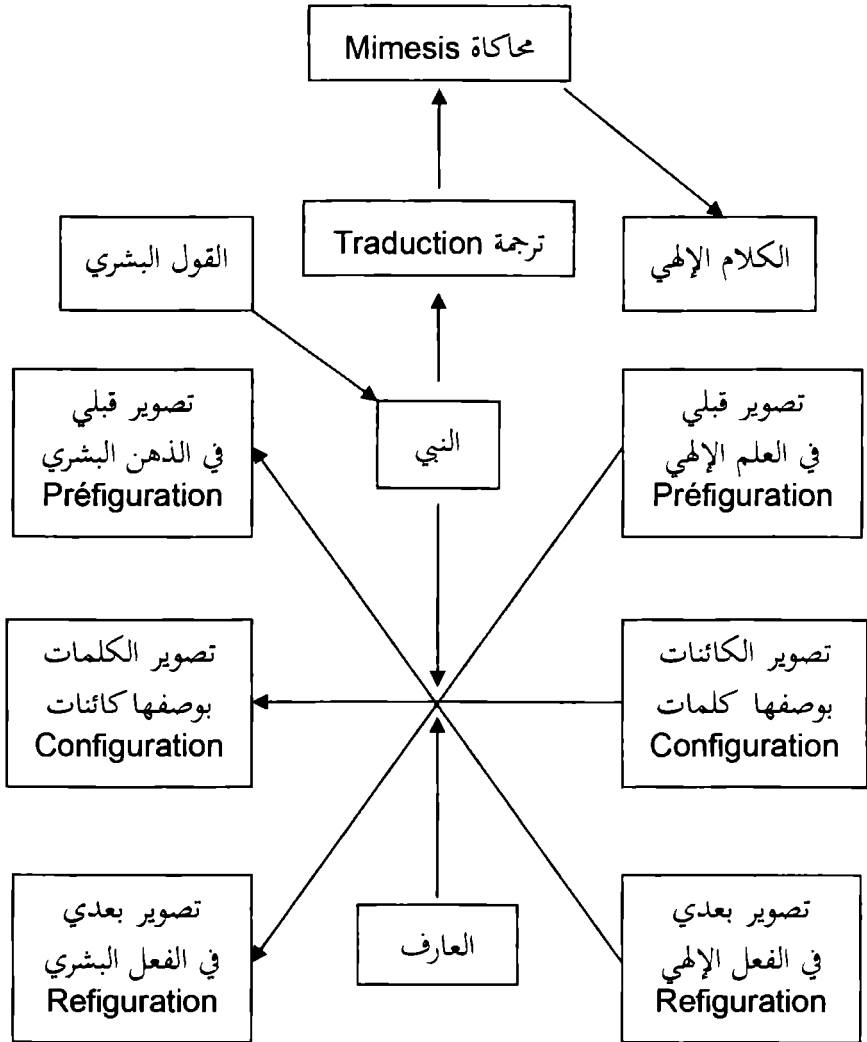 محاكاة Mimesis
ترجمة Traduction
الكلام الإلهي
القول البشري
النبي
تصوير قبلي
في العلم الإلهي
Préfiguration
تصوير قبلي
في الذهن البشري
Préfiguration
تصوير الكائنات
بوصفها كلمات
Configuration
تصوير الكلمات
بوصفها كائنات
Configuration
تصوير بعدي
في الفعل الإلهي
Refiguration
العارف
تصوير بعدي
في الفعل البشري
Refiguration